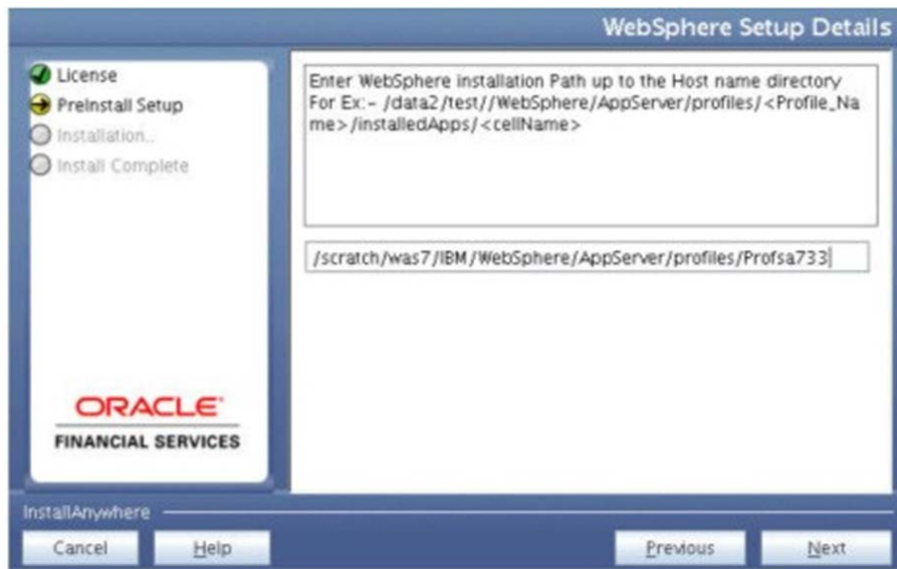 WebSphere Setup Details
License
PreInstall Setup
Installation...
Install Complete
Enter WebSphere installation Path up to the Host name directory
For Ex:- /data2/test//WebSphere/AppServer/profiles/<Profile_Na
me>/installedApps/<cellName>
/scratch/was7/IBM/WebSphere/AppServer/profiles/Profsa733
ORACLE
FINANCIAL SERVICES
InstallAnywhere
Cancel
Help
Previous
Next